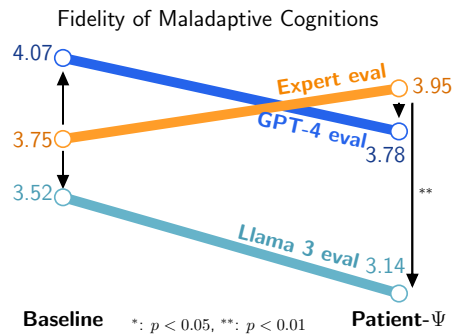 Fidelity of Maladaptive Cognitions
4.07
Expert eval
3.95
GPT-4 eval
3.75
3.78
3.52
**
Llama 3 eval
3.14
Baseline
*: p < 0.05, **: p < 0.01
Patient-Ψ